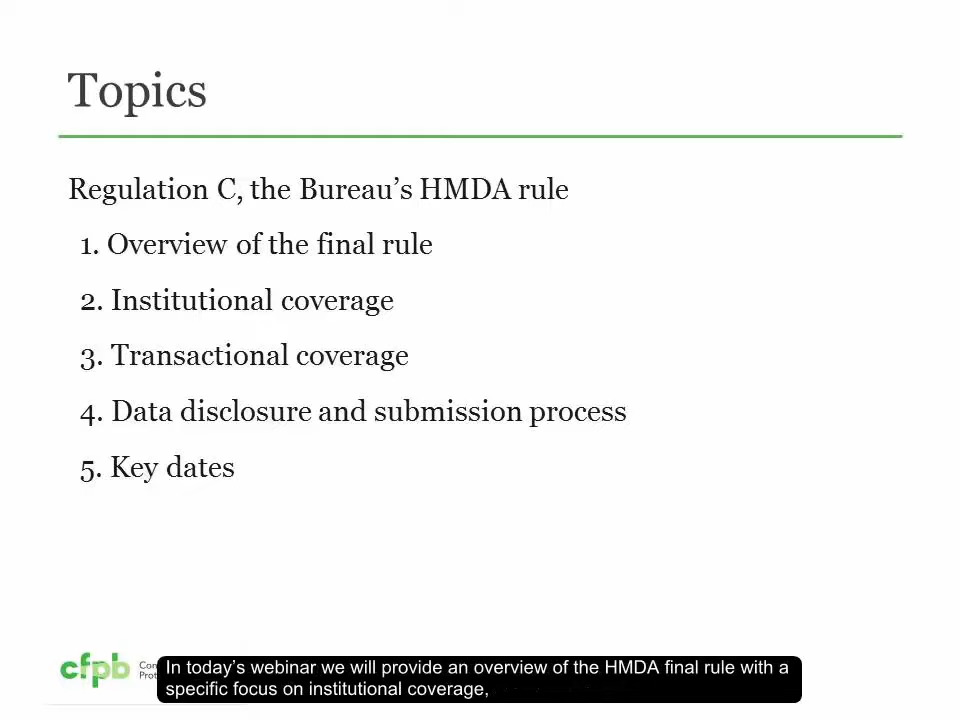 Topics
Regulation C, the Bureau’s HMDA rule
1. Overview of the final rule
2. Institutional coverage
3. Transactional coverage
4. Data disclosure and submission process
5. Key dates
cfpb
In today’s webinar we will provide an overview of the HMDA final rule with a
specific focus on institutional coverage,